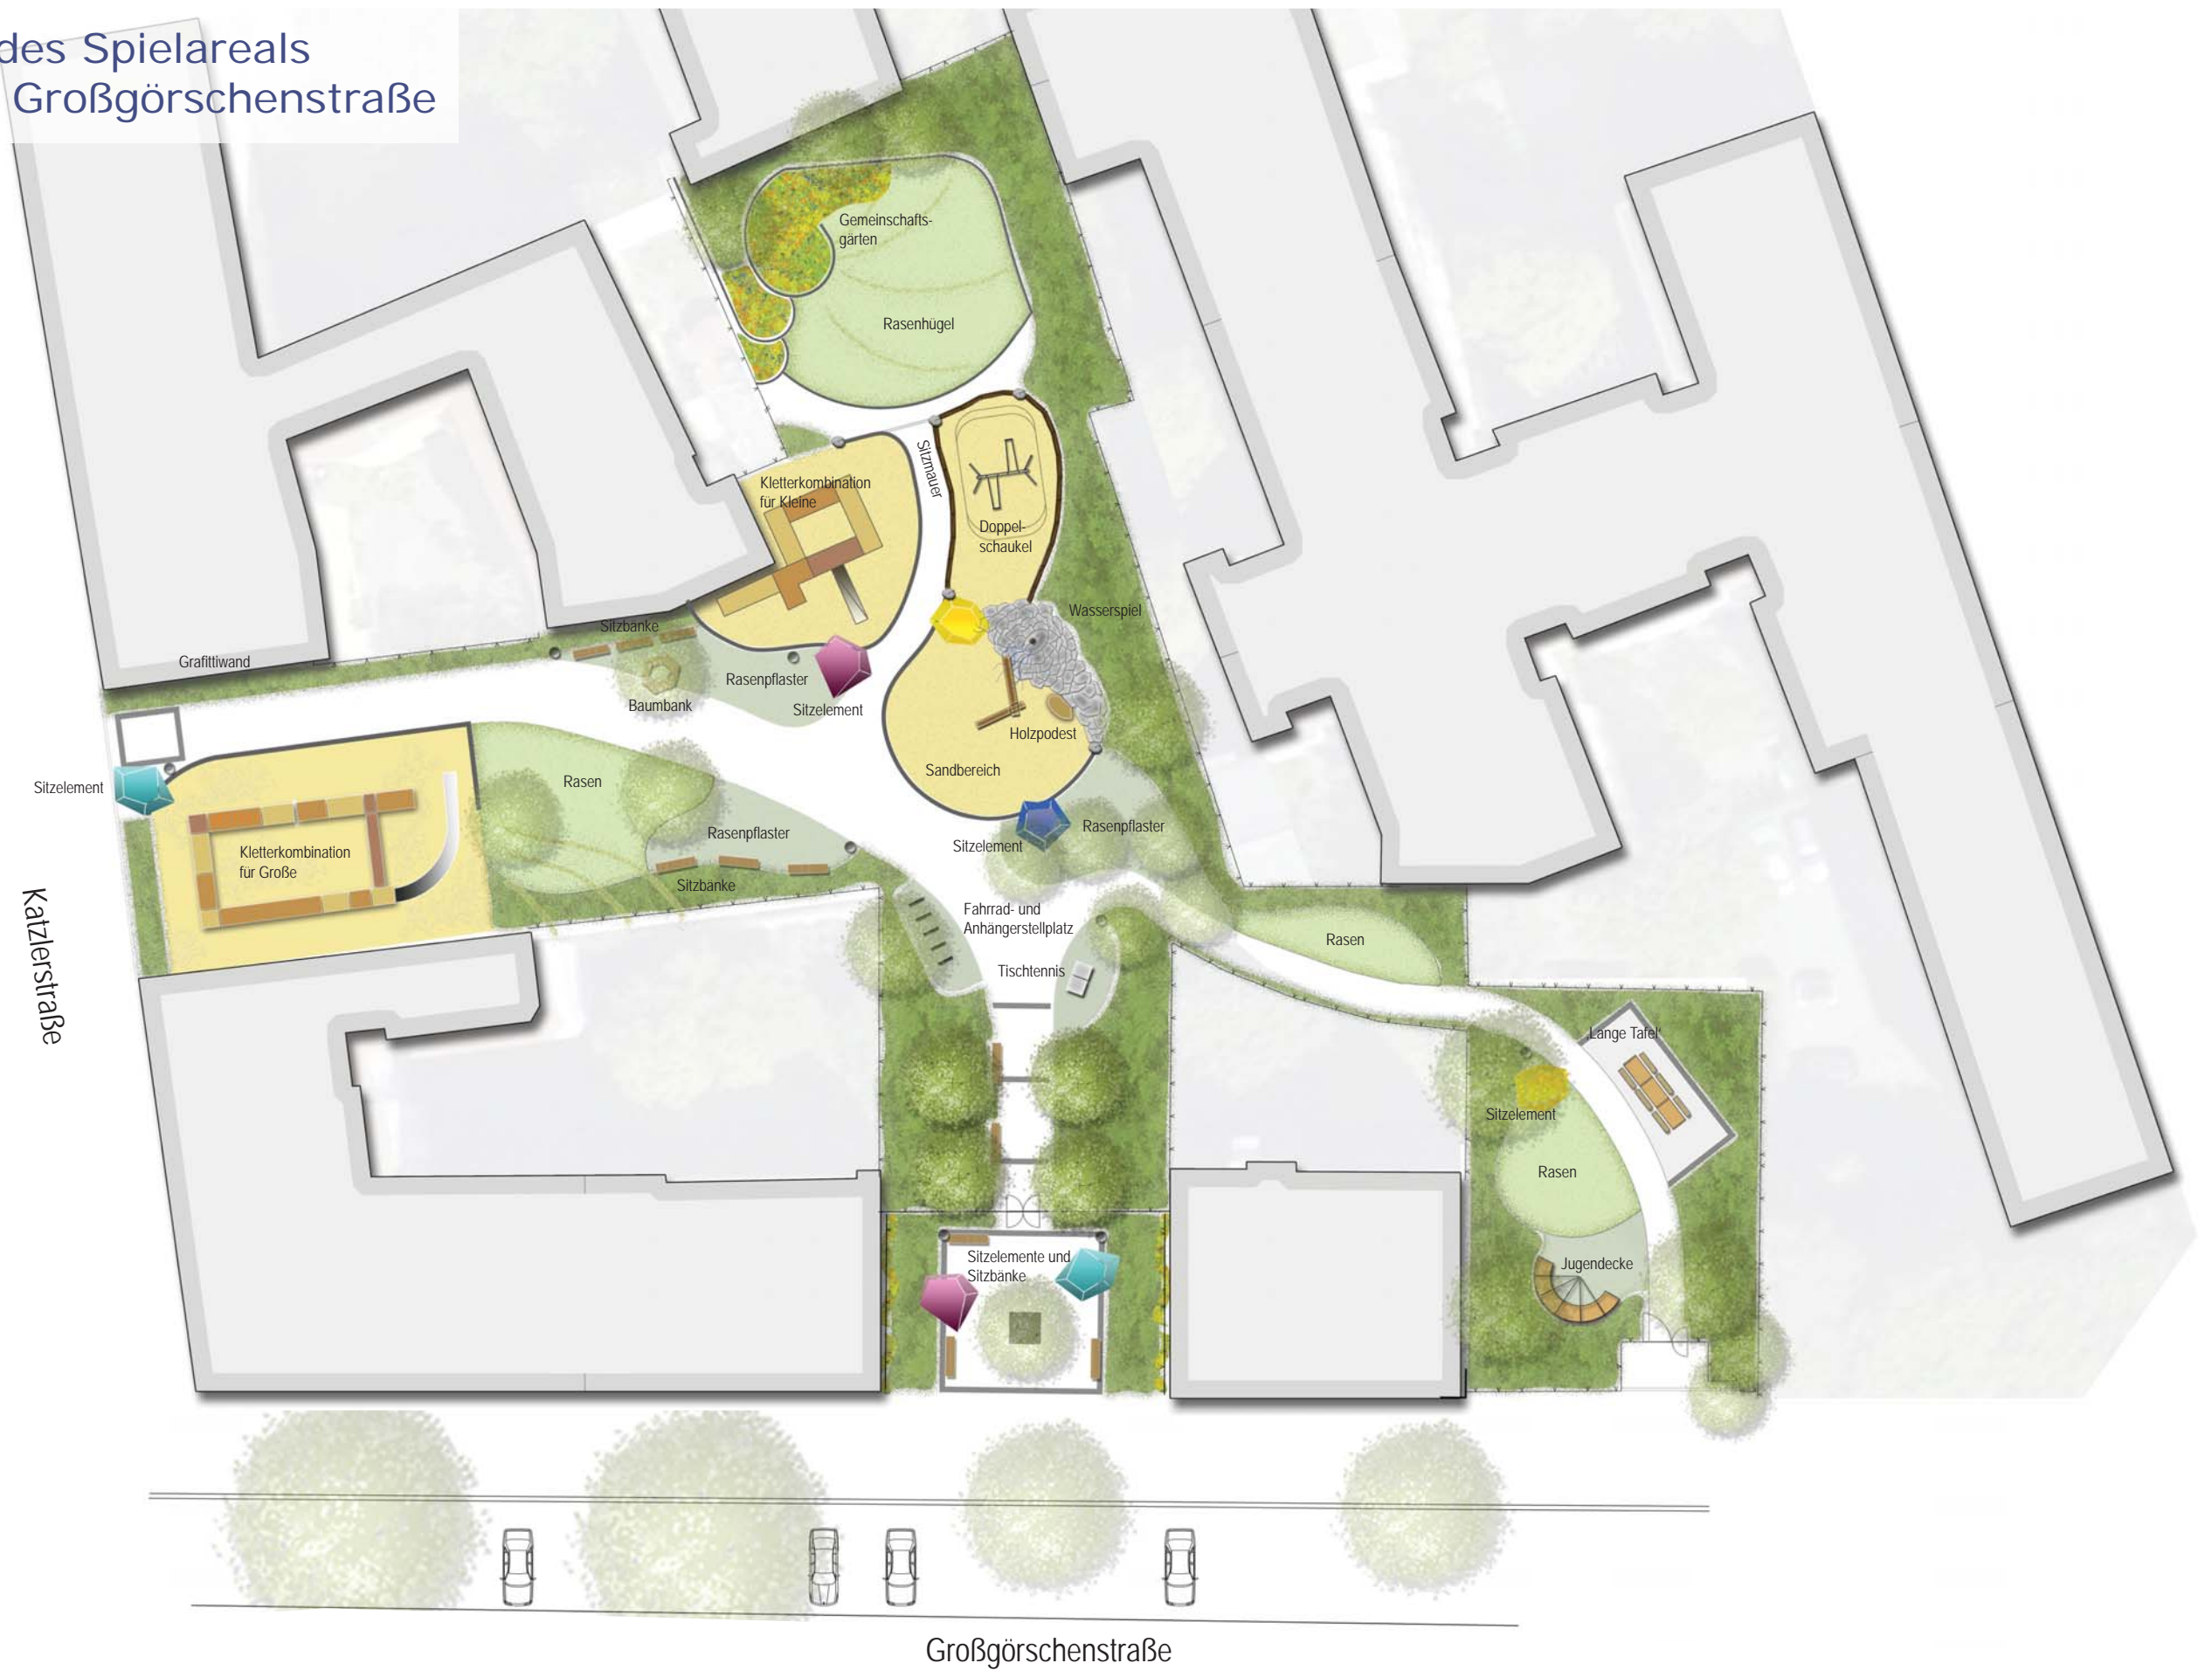 des Spielareals
Großgörschenstraße
Gemeinschafts-
gärten
Rasenhügel
Sitzmauer
Kletterkombination
für Kleine
Doppel-
schaukel
Wasserspiel
Sitzbänke
Grafittiwand
Rasenpflaster
Baumbank
Sitzelement
Holzpodest
Sandbereich
Sitzelement
Rasen
Rasenpflaster
Rasenpflaster
Sitzelement
Kletterkombination
für Große
Sitzbänke
Katzlerstraße
Fahrrad- und
Anhängerstellplatz
Rasen
Tischtennis
‚Lange Tafel‘
Sitzelement
Rasen
Sitzelemente und
Sitzbänke
Jugendecke
Großgörschenstraße